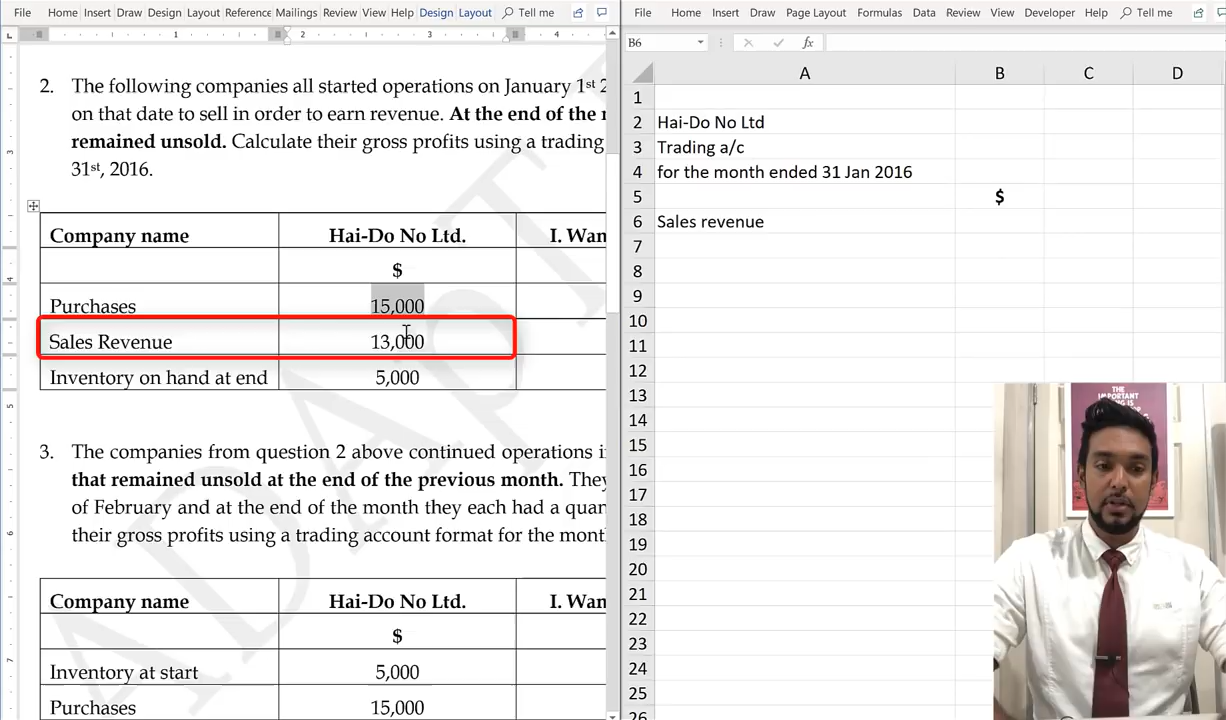 File Home Insert Draw Design Layout Reference Mailings Review View Help Design Layout Tell me
2 3 4
2. The following companies all started operations on January 1st 2
on that date to sell in order to earn revenue. At the end of the
remained unsold. Calculate their gross profits using a trading
31st, 2016.
Company name Hai-Do No Ltd. I. Wan
$
Purchases 15,000
Sales Revenue 13,000
Inventory on hand at end 5,000
3. The companies from question 2 above continued operations i
that remained unsold at the end of the previous month. They
of February and at the end of the month they each had a quan
their gross profits using a trading account format for the mont
Company name Hai-Do No Ltd. I. Wan
$
Inventory at start 5,000
Purchases 15,000
File Home Insert Draw Page Layout Formulas Data Review View Developer Help Tell me
B6 fx
A B C D
1
2 Hai-Do No Ltd
3 Trading a/c
4 for the month ended 31 Jan 2016
5 $
6 Sales revenue
7
8
9
10
11
12
13
14
15
16
17
18
19
20
21
22
23
24
25
26
THE
IMPORTANT